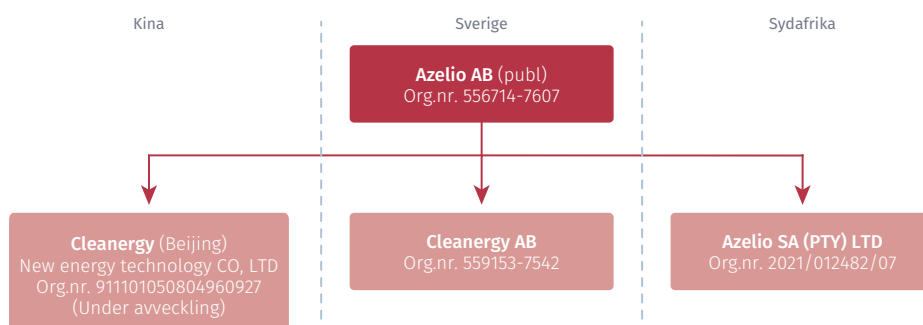 Kina
Sverige
Sydafrika
Azelio AB (publ)
Org.nr. 556714-7607
Cleanergy (Beijing)
New energy technology CO, LTD
Org.nr. 911101050804960927
(Under avveckling)
Cleanergy AB
Org.nr. 559153-7542
Azelio SA (PTY) LTD
Org.nr. 2021/012482/07